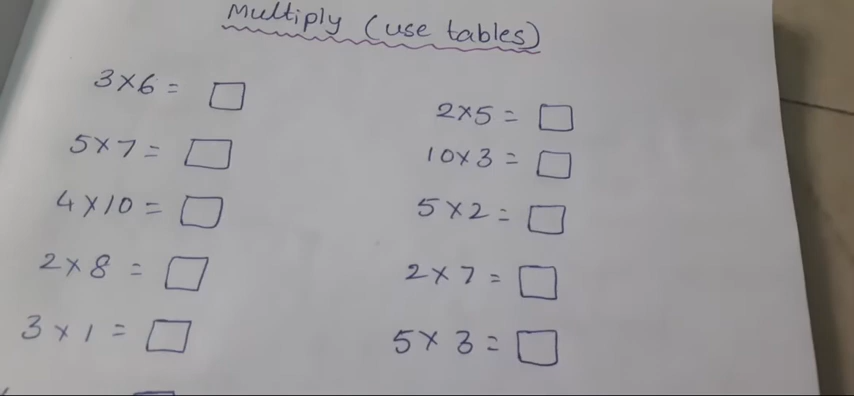 Multiply (use tables)
3×6 = □
5×7 = □
4×10 = □
2×8 = □
3×1 = □
2×5 = □
10×3 = □
5×2 = □
2×7 = □
5×3 = □